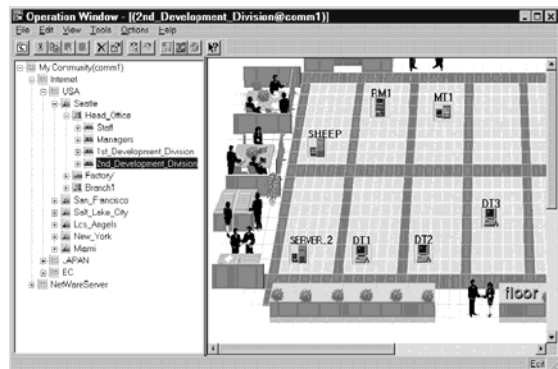 Operation Window - [(2nd_Development_Division@comm1)]
File Edit View Tools Options Help
My Community(comm1)
Internet
USA
Seatle
Head_Office
Staff
Managers
1st_Development_Division
2nd_Development_Division
Factory
Branch1
San_Francisco
Salt_Lake_City
Los_Angels
New_York
Miami
JAPAN
EC
NetWareServer
RM1
MT1
SHEEP
DT3
SERVER_2
DT1
DT2
floor
Edit